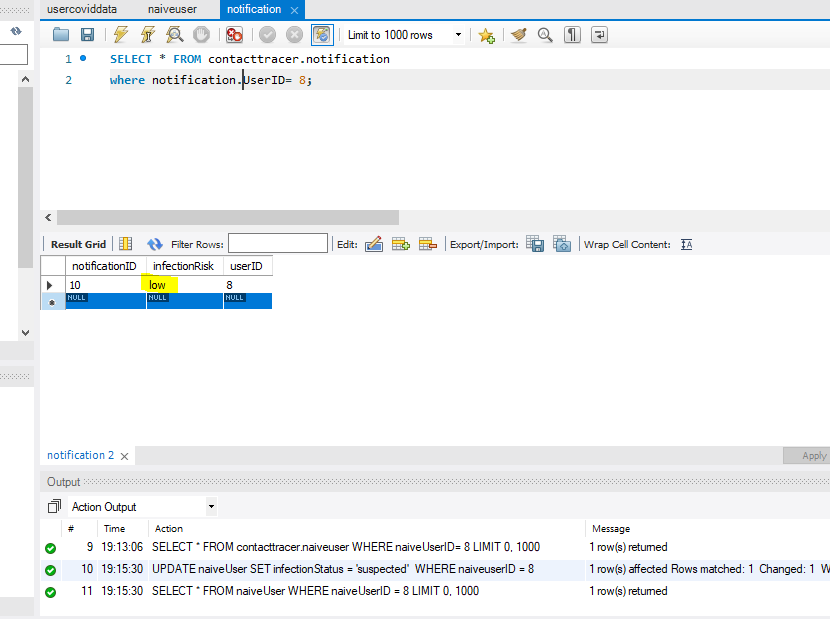 usercoviddata naiveuser notification
Limit to 1000 rows
1 SELECT * FROM contacttracer.notification
2 where notification.UserID= 8;
Result Grid Filter Rows: Edit: Export/Import: Wrap Cell Content:
notificationID infectionRisk userID
10 low 8
NULL NULL NULL
notification 2
Apply
Output
Action Output
# Time Action Message
9 19:13:06 SELECT * FROM contacttracer.naiveuser WHERE naiveUserID= 8 LIMIT 0, 1000 1 row(s) returned
10 19:15:30 UPDATE naiveUser SET infectionStatus = 'suspected' WHERE naiveuserID = 8 1 row(s) affected Rows matched: 1 Changed: 1 W
11 19:15:30 SELECT * FROM naiveUser WHERE naiveUserID = 8 LIMIT 0, 1000 1 row(s) returned